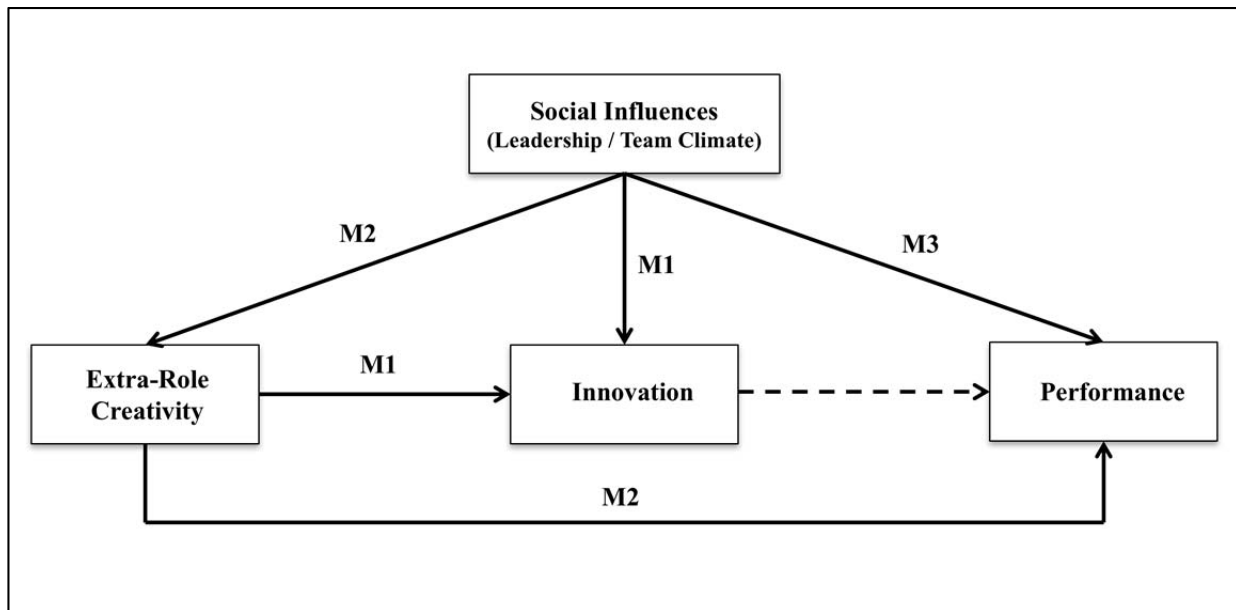 Social Influences
(Leadership / Team Climate)
M2
M3
M1
Extra-Role
Creativity
M1
Innovation
Performance
M2